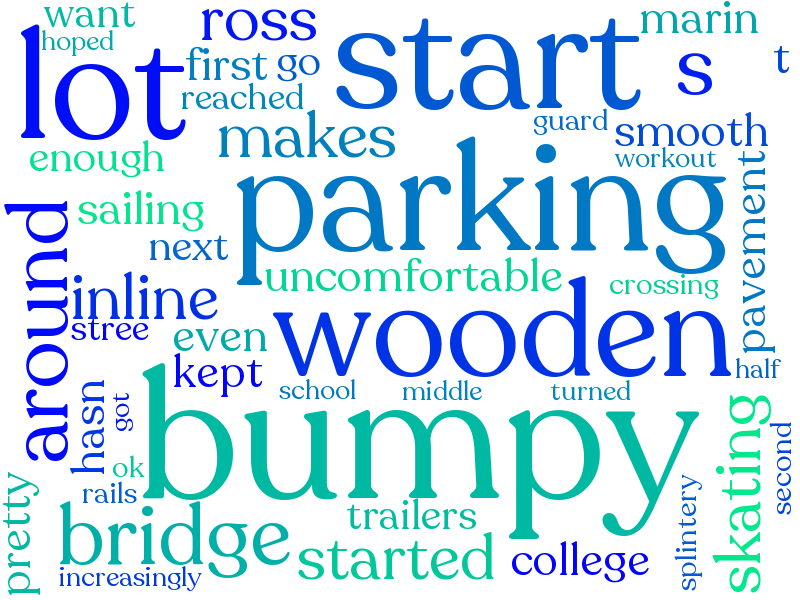 want
ross
marin
hoped
lot
start
s
t
first
go
reached
makes
guard
smooth
enough
workout
parking
pavement
sailing
around
next
uncomfortable
crossing
inline
wooden
stree
even
kept
half
school
middle
turned
hasn
got
bumpy
skating
second
ok
rails
pretty
bridge
trailers
splintery
started
college
increasingly